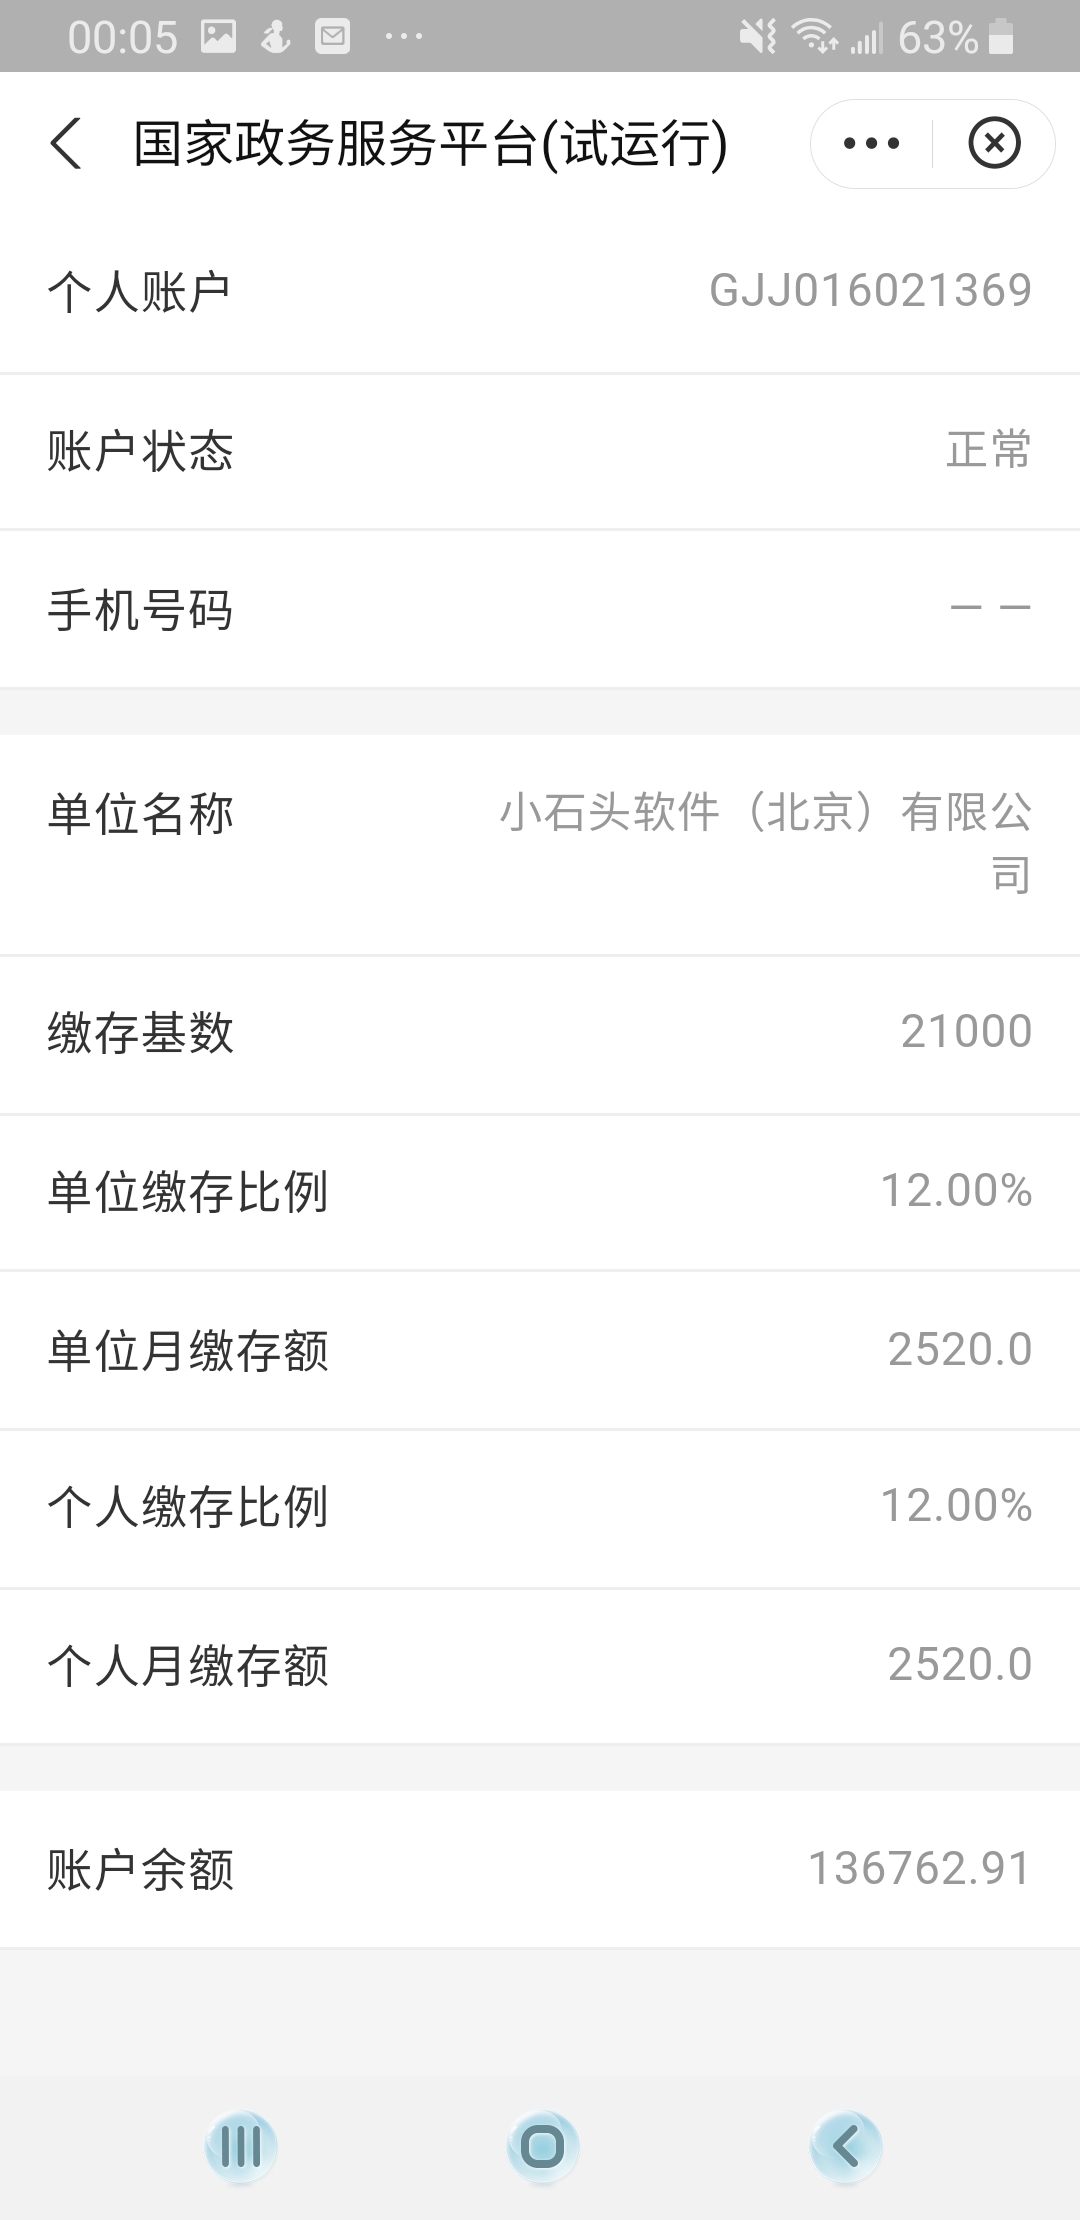 00:05 63%
国家政务服务平台(试运行)
个人账户 GJJ016021369
账户状态 正常
手机号码 — —
单位名称 小石头软件（北京）有限公
司
缴存基数 21000
单位缴存比例 12.00%
单位月缴存额 2520.0
个人缴存比例 12.00%
个人月缴存额 2520.0
账户余额 136762.91